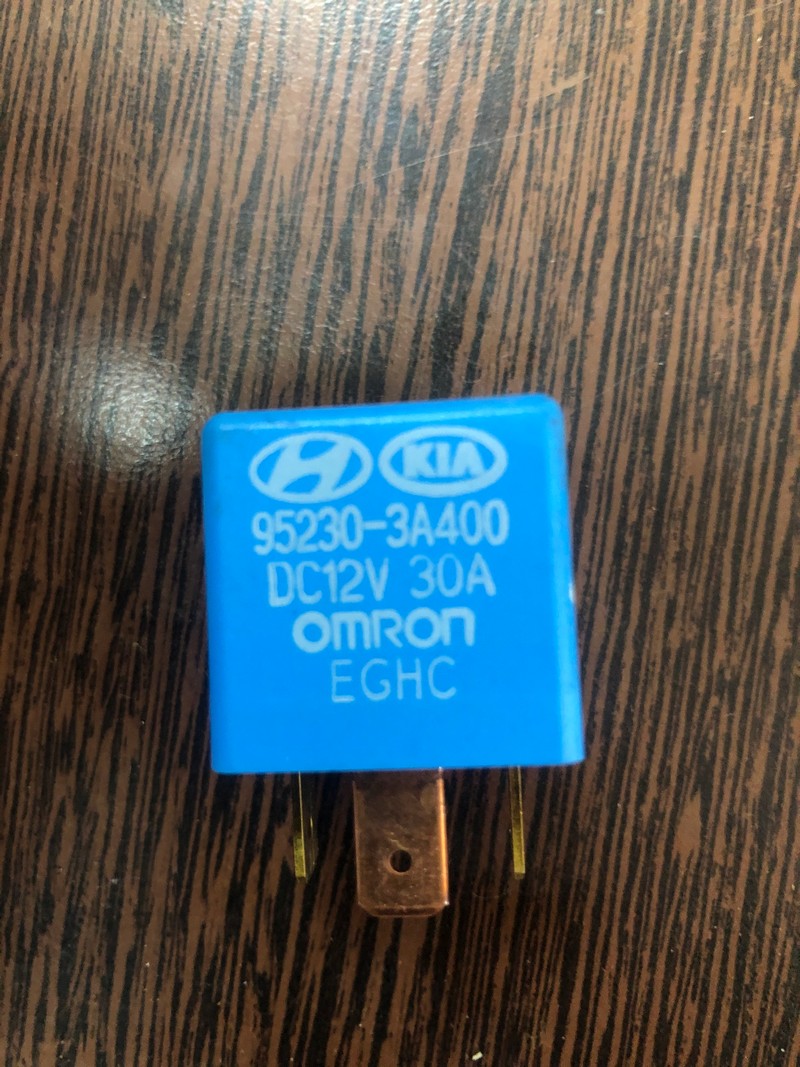 KIA
95230-3A400
DC12V 30A
OMRON
EGHC